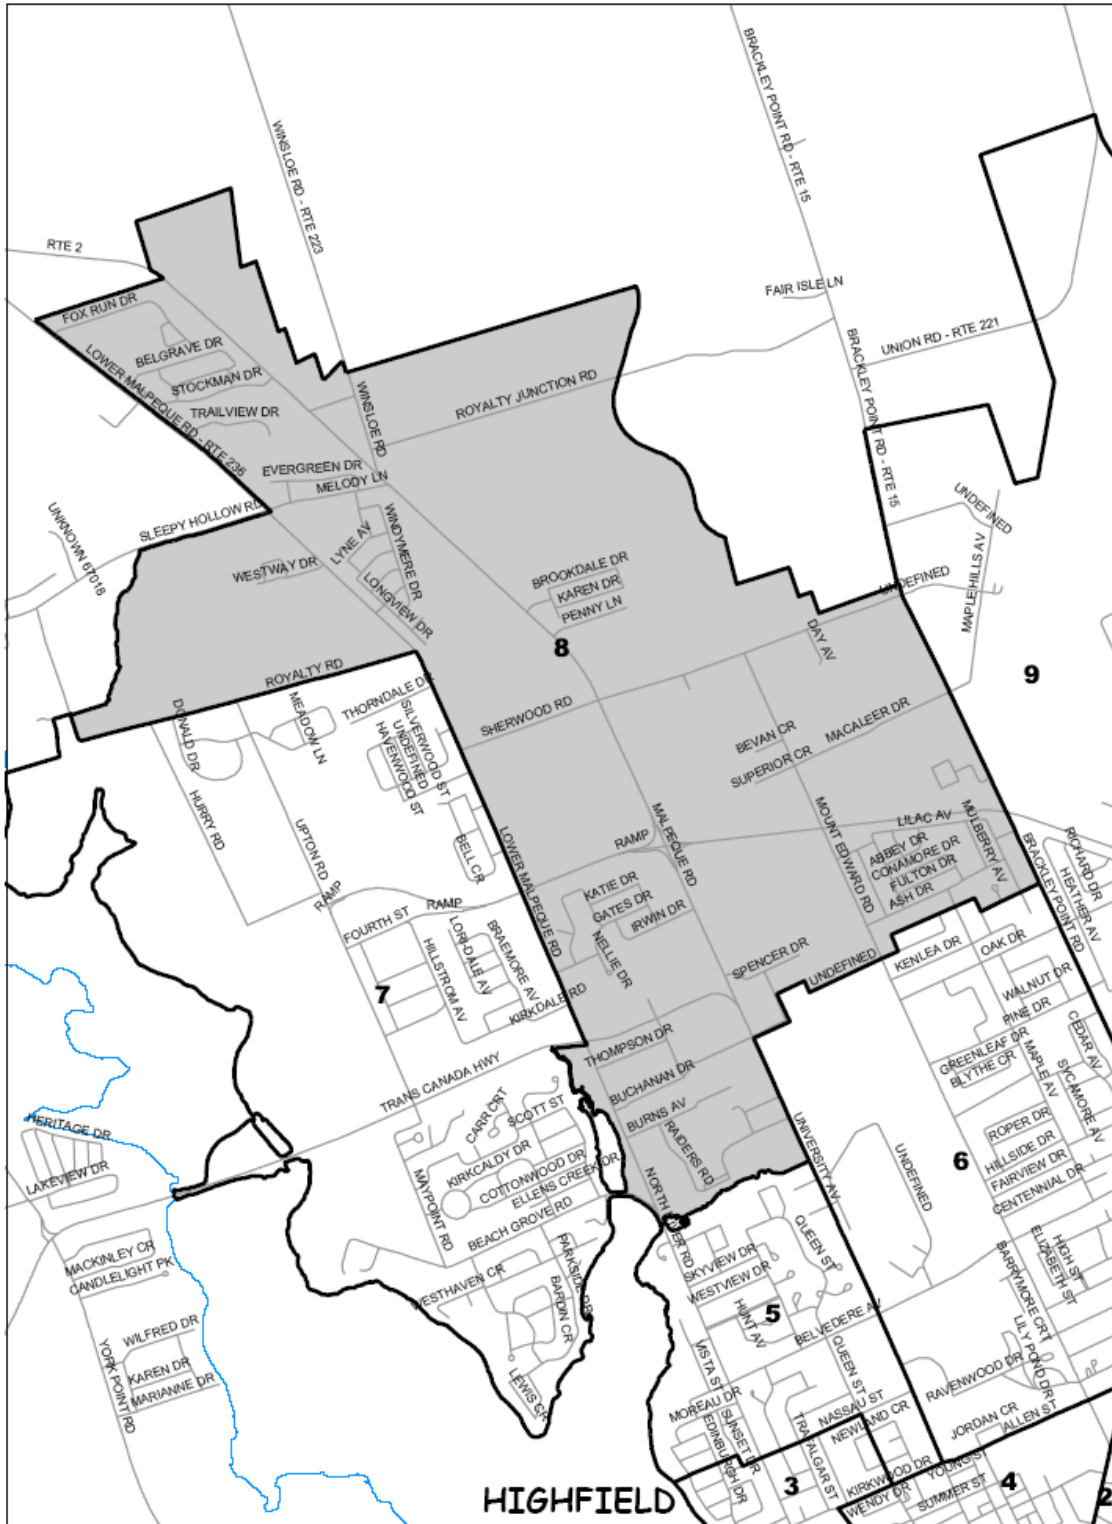 BRACKLEY POINT RD - RTE 15
WINSLOE RD - RTE 223
RTE 2
FAIR ISLE LN
FOX RUN DR
UNION RD - RTE 221
BRACKLEY POINT RD - RTE 15
BELGRAVE DR
LOWER MALPEQUE RD - RTE 236
STOCKMAN DR
ROYALTY JUNCTION RD
WINSLOE RD
TRAILVIEW DR
EVERGREEN DR
MELODY LN
UNDEFINED
SLEEPY HOLLOW RD
UNKNOWN 67016
WINDYMERE DR
LYNE AV
MAPLE HILLS AV
WESTWAY DR
BROOKDALE DR
KAREN DR
PENNY LN
UNDEFINED
LONGVIEW DR
DAY AV
8
9
ROYALTY RD
THORNDALE DR
SILVERWOOD ST
UNDEFINED
HAVENWOOD ST
DONALD DR
MEADOW LN
SHERWOOD RD
MACALEER DR
BEVAN CR
SUPERIOR CR
HURRY RD
UPTON RD
BELL CR
LOWER MALPEQUE RD
RAMP
MALPEQUE RD
MOUNT EDWARD RD
LILAC AV
MULBERRY AV
ABBEY DR
CONAMORE DR
FULTON DR
ASH DR
BRACKLEY POINT RD
RICHARD DR
HEATHER AV
RAMP
RAMP
FOURTH ST
KATIE DR
GATES DR
IRWIN DR
NELLIE DR
LORI-DALE AV
BRAEMORE AV
HILLSTROM AV
SPENCER DR
UNDEFINED
KENLEA DR
OAK DR
7
KIRKDALE RD
WALNUT DR
PINE DR
CEDAR AV
THOMPSON DR
GREENLEAF DR
BLYTHE CR
MAPLE AV
SYCAMORE AV
TRANS CANADA HWY
BUCHANAN DR
BURNS AV
RAIDERS RD
CARR CRT
SCOTT ST
HERITAGE DR
LAKEVIEW DR
KIRKCALDY DR
COTTONWOOD DR
ELLENS CREEK DR
BEACH GROVE RD
MAYPOINT RD
UNIVERSITY AV
UNDEFINED
6
ROPER DR
HILLSIDE DR
FAIRVIEW DR
CENTENNIAL DR
NORTH RIVER RD
QUEEN ST
MACKINLEY CR
CANDLELIGHT PK
WESTHAVEN CR
PARKSIDE DR
BARDIN CR
SKYVIEW DR
WESTVIEW DR
HUNT AV
5
BELVEDERE AV
HIGH ST
ELIZABETH ST
BARRYMORE CRT
LILY POND DR
WILFRED DR
KAREN DR
MARIANNE DR
YORK POINT RD
LEWIS CR
VISTA ST
QUEEN ST
RAVENWOOD DR
MOREAU DR
SUNSET DR
EDINBURGH DR
NASSAU ST
NEWLAND CR
TRAFALGAR ST
JORDAN CR
ALLEN ST
KIRKWOOD DR
WENDY DR
YOUNG ST
SUMMER ST
3
4
2
HIGHFIELD